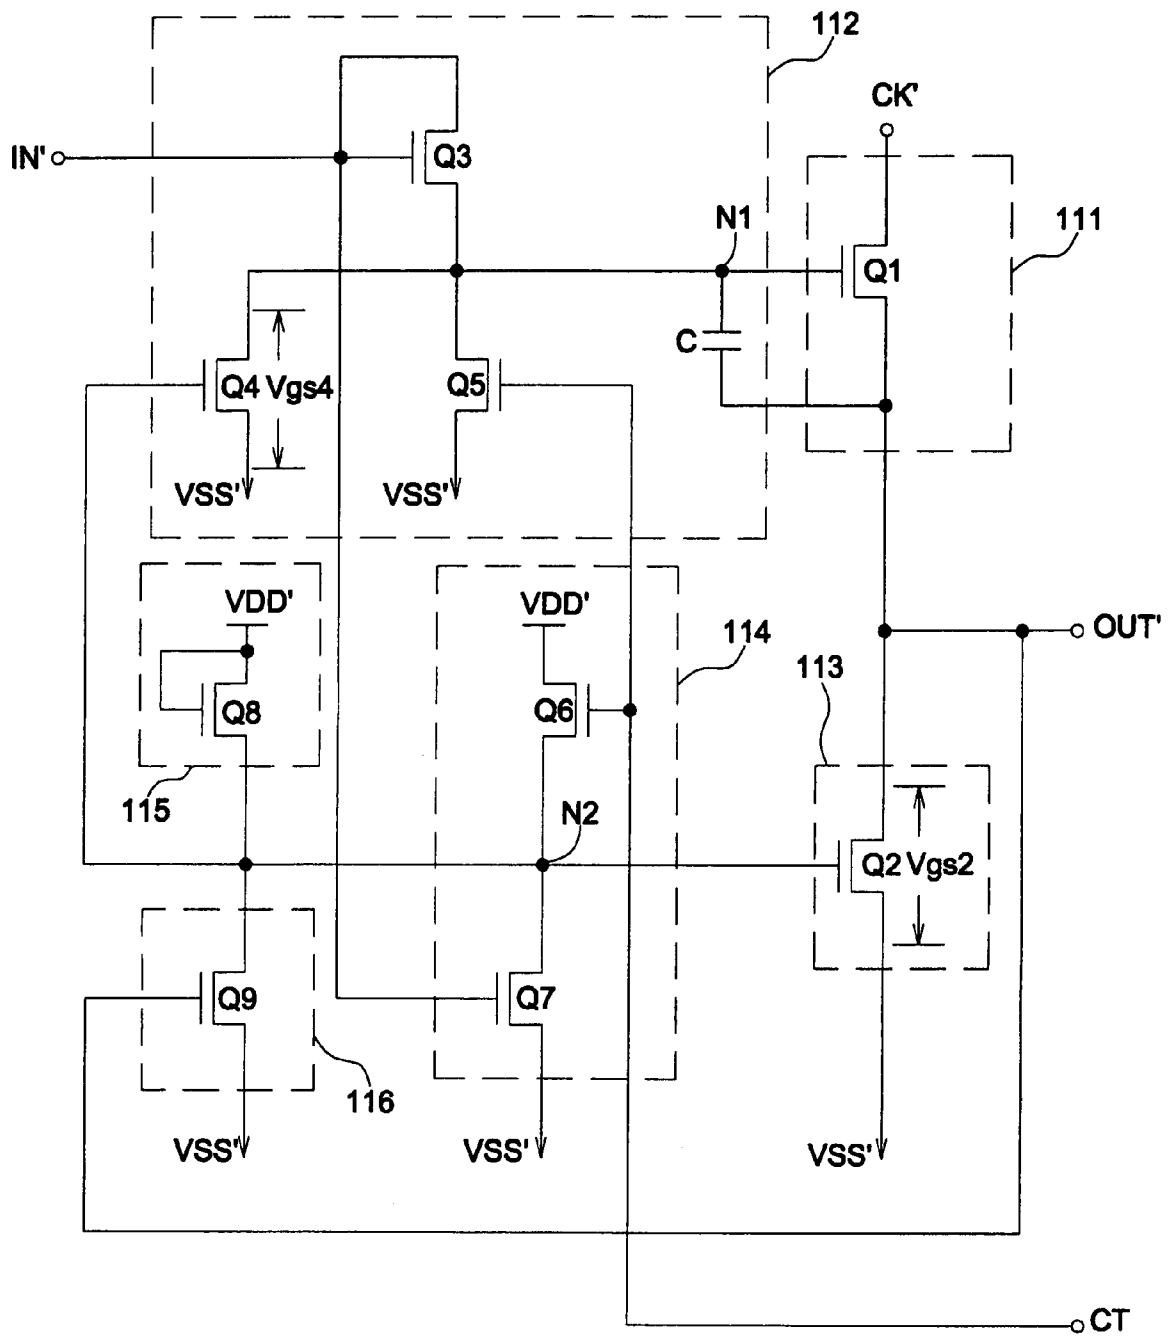 112
CK'
IN'
Q3
N1
111
Q1
C
Q4 Vgs4
Q5
VSS'
VSS'
VDD'
VDD'
114
OUT'
113
Q8
Q6
115
N2
Q2 Vgs2
Q9
Q7
116
VSS'
VSS'
VSS'
CT